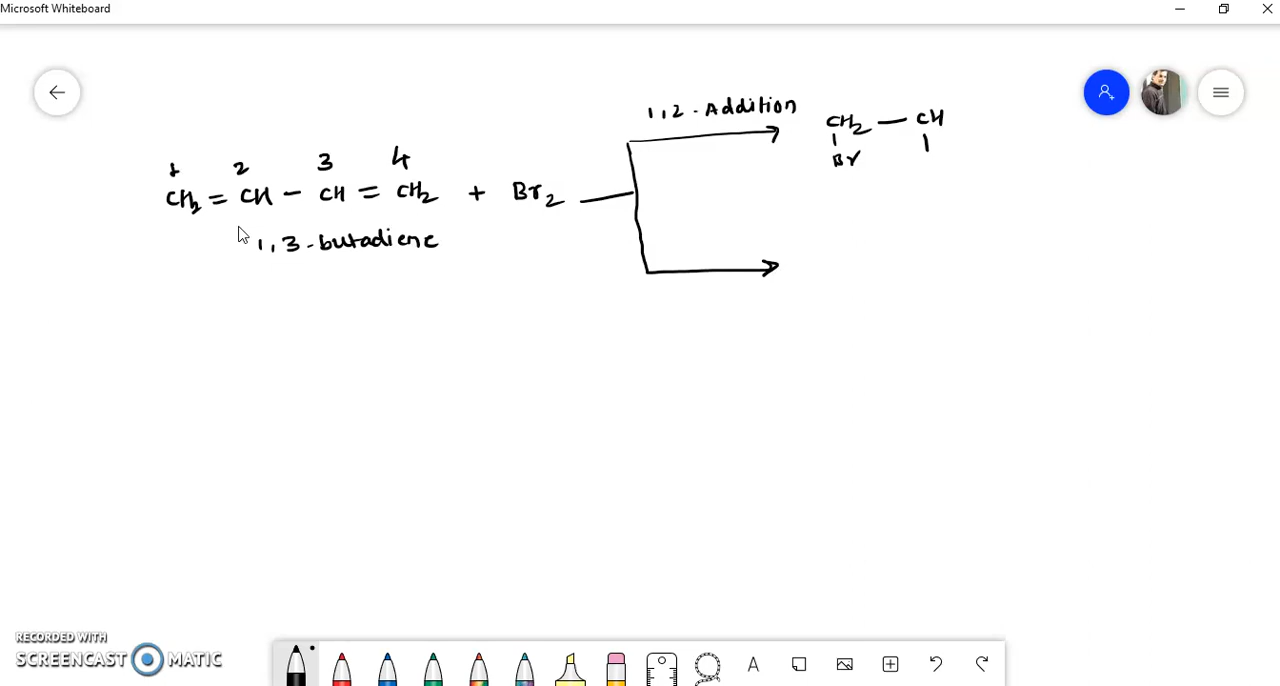 Microsoft Whiteboard
1,2 - Addition
CH2 — CH
Br
1 2 3 4
CH2 = CH — CH = CH2 + Br2
1,3-butadiene
RECORDED WITH
SCREENCAST MATIC
A